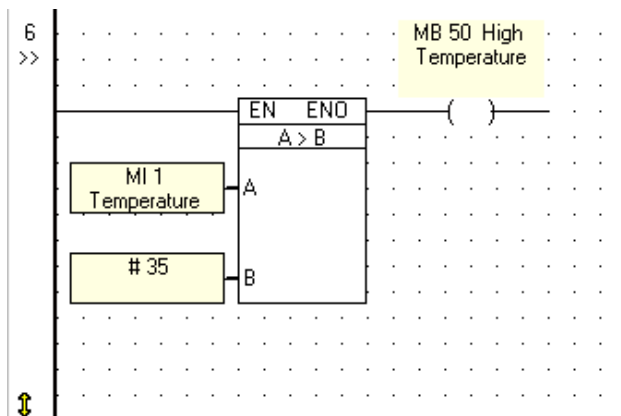 6
>>
MB 50 High
Temperature
EN ENO
A > B
MI 1
Temperature
A
# 35
B